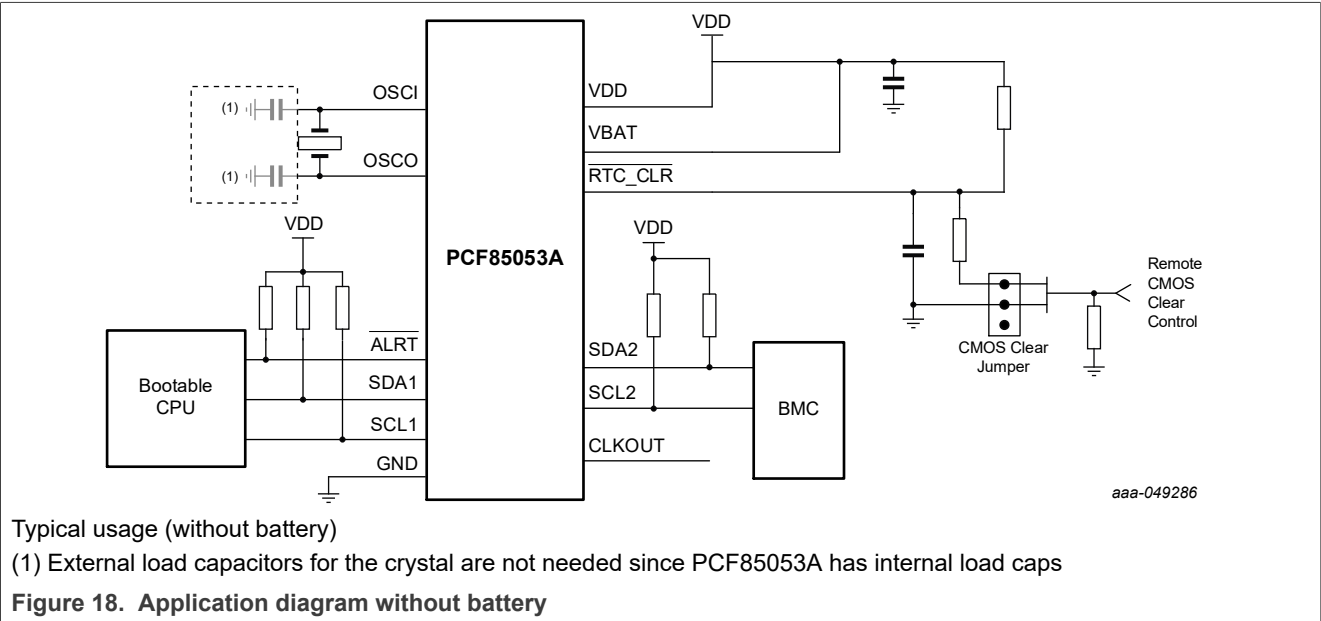 VDD
OSCI
(1)
OSCO
(1)
VDD
VBAT
RTC_CLR
VDD
VDD
PCF85053A
Remote
CMOS
Clear
Control
CMOS Clear
Jumper
Bootable
CPU
ALRT
SDA1
SCL1
GND
SDA2
SCL2
CLKOUT
BMC
aaa-049286
Typical usage (without battery)
(1) External load capacitors for the crystal are not needed since PCF85053A has internal load caps
Figure 18. Application diagram without battery